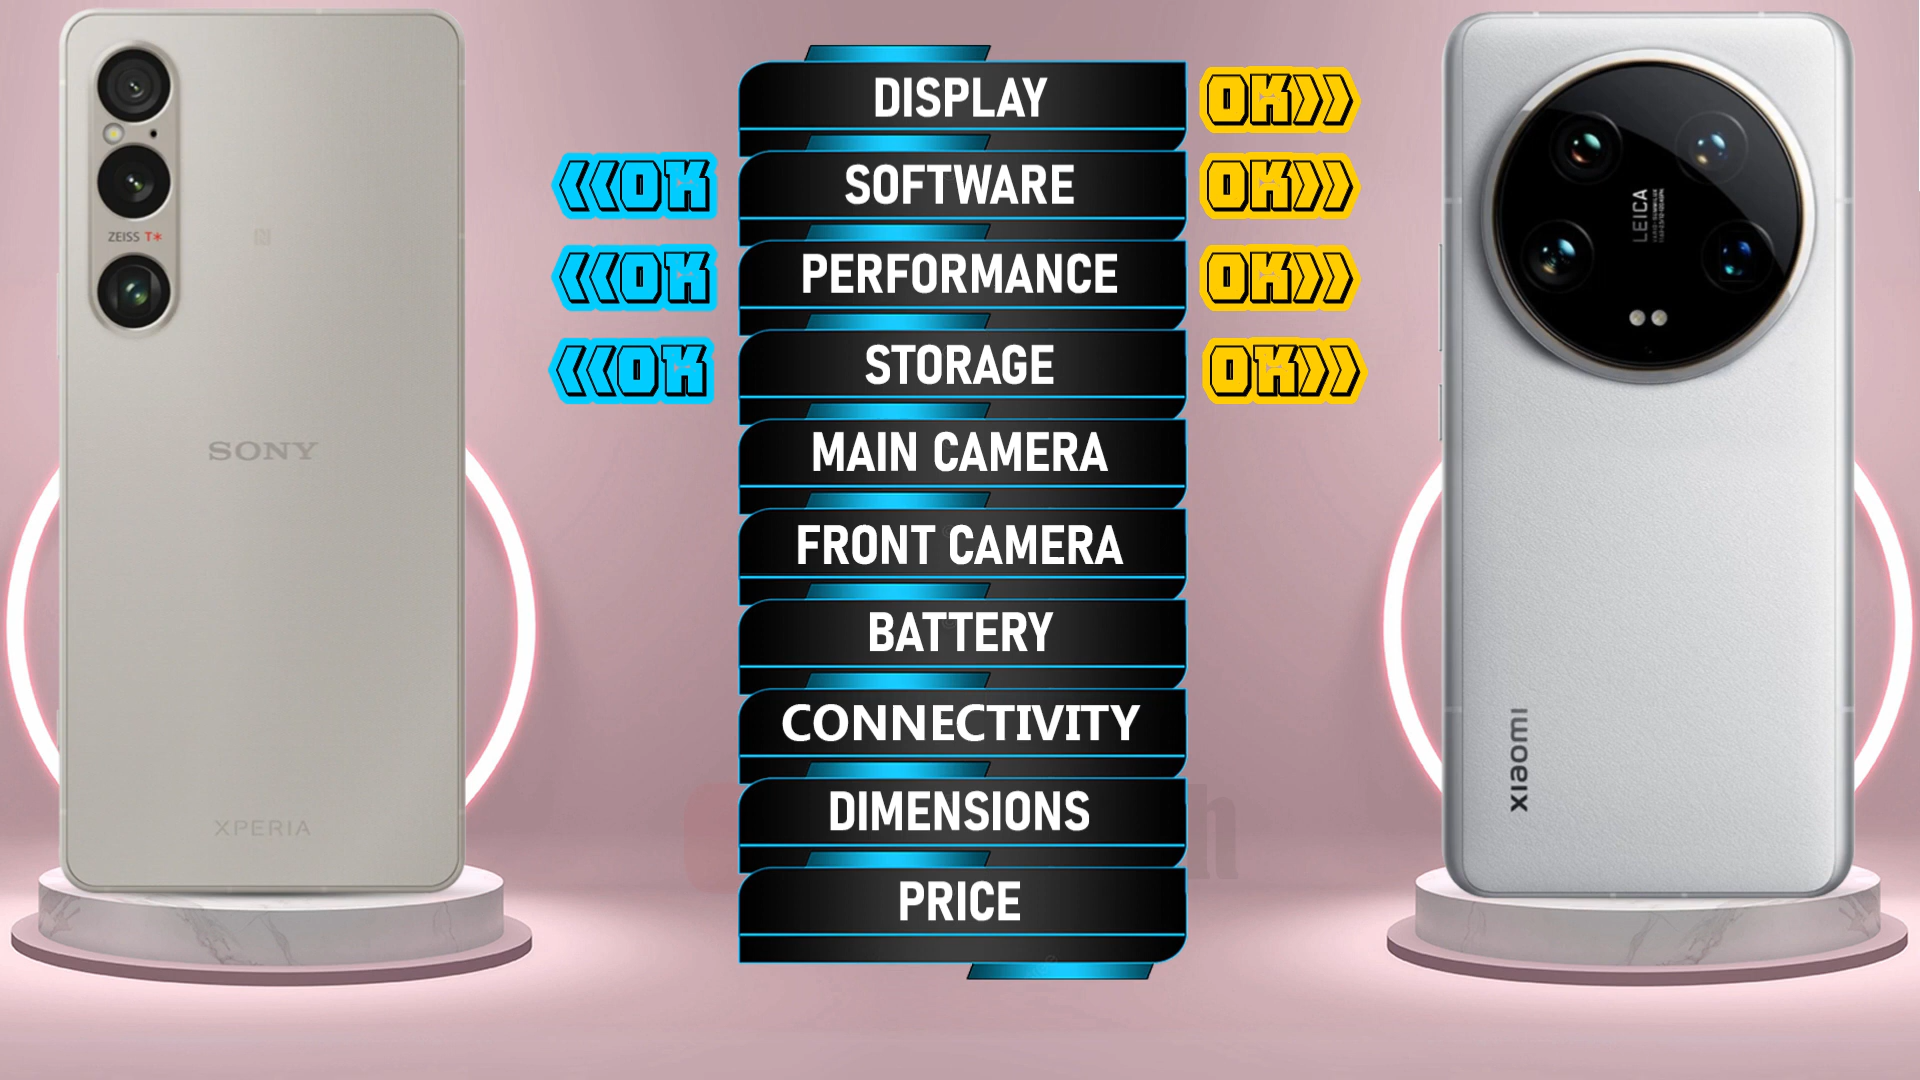 DISPLAY OK
OK SOFTWARE OK
OK PERFORMANCE OK
OK STORAGE OK
MAIN CAMERA
FRONT CAMERA
BATTERY
CONNECTIVITY
DIMENSIONS
PRICE
ZEISS T*
SONY
XPERIA
LEICA
xiaomi